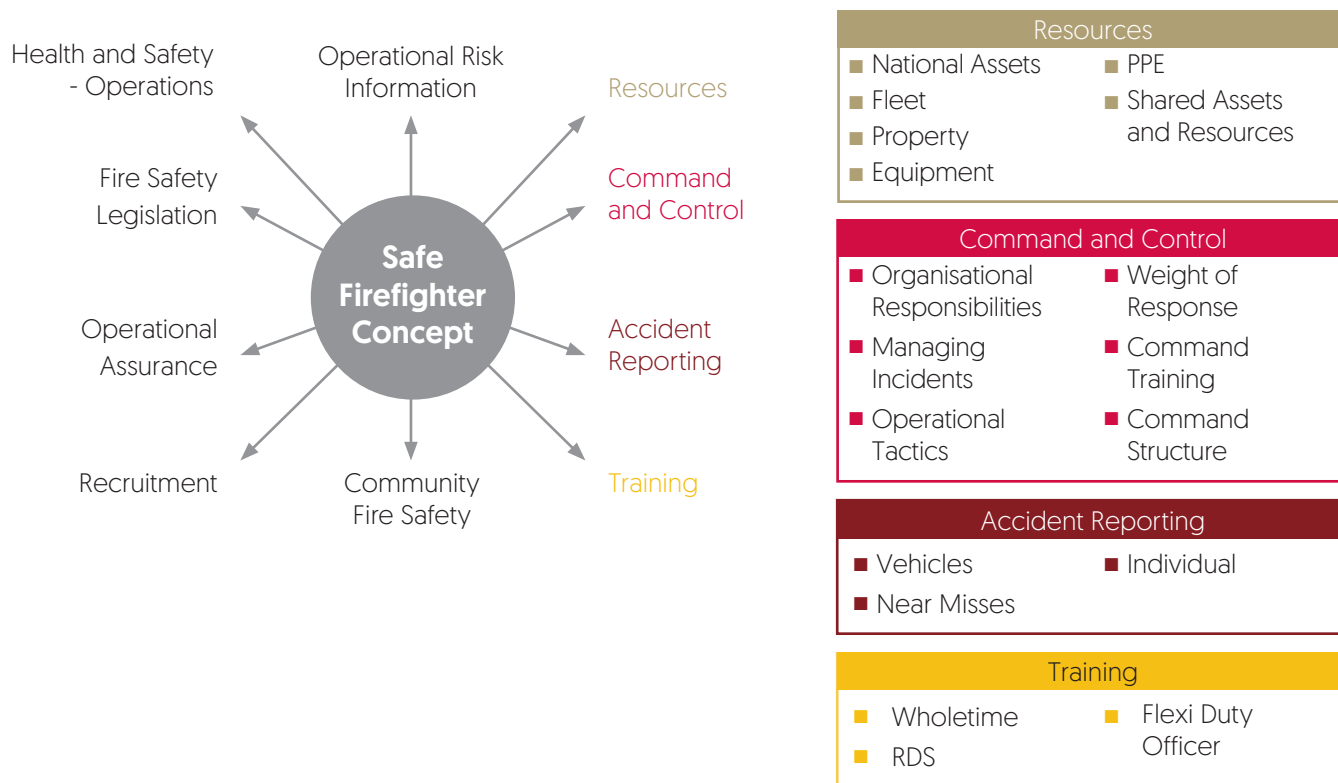 Health and Safety
- Operations
Operational Risk
Information
Resources
Fire Safety
Legislation
Command
and Control
Safe
Firefighter
Concept
Operational
Assurance
Accident
Reporting
Recruitment
Community
Fire Safety
Training
Resources
National Assets
Fleet
Property
Equipment
PPE
Shared Assets
and Resources
Command and Control
Organisational
Responsibilities
Managing
Incidents
Operational
Tactics
Weight of
Response
Command
Training
Command
Structure
Accident Reporting
Vehicles
Near Misses
Individual
Training
Wholetime
RDS
Flexi Duty
Officer